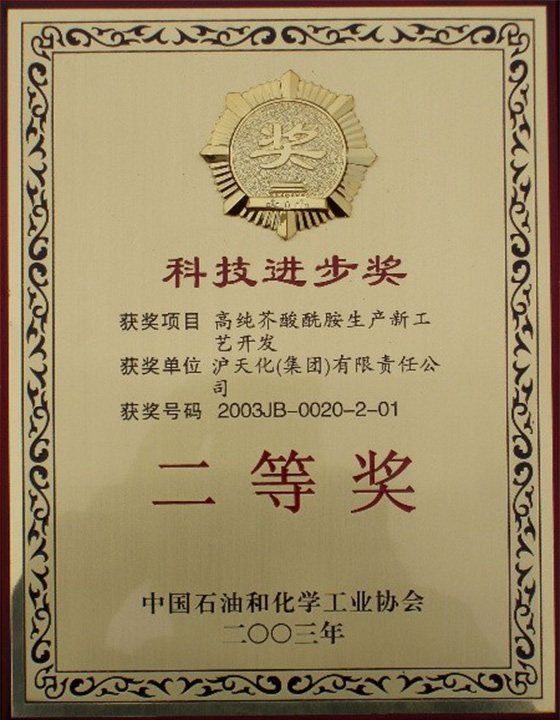 奖
科技进步奖
获奖项目 高纯芥酸酰胺生产新工
艺开发
获奖单位 沪天化(集团)有限责任公
司
获奖号码 2003JB-0020-2-01
二等奖
中国石油和化学工业协会
二〇〇三年